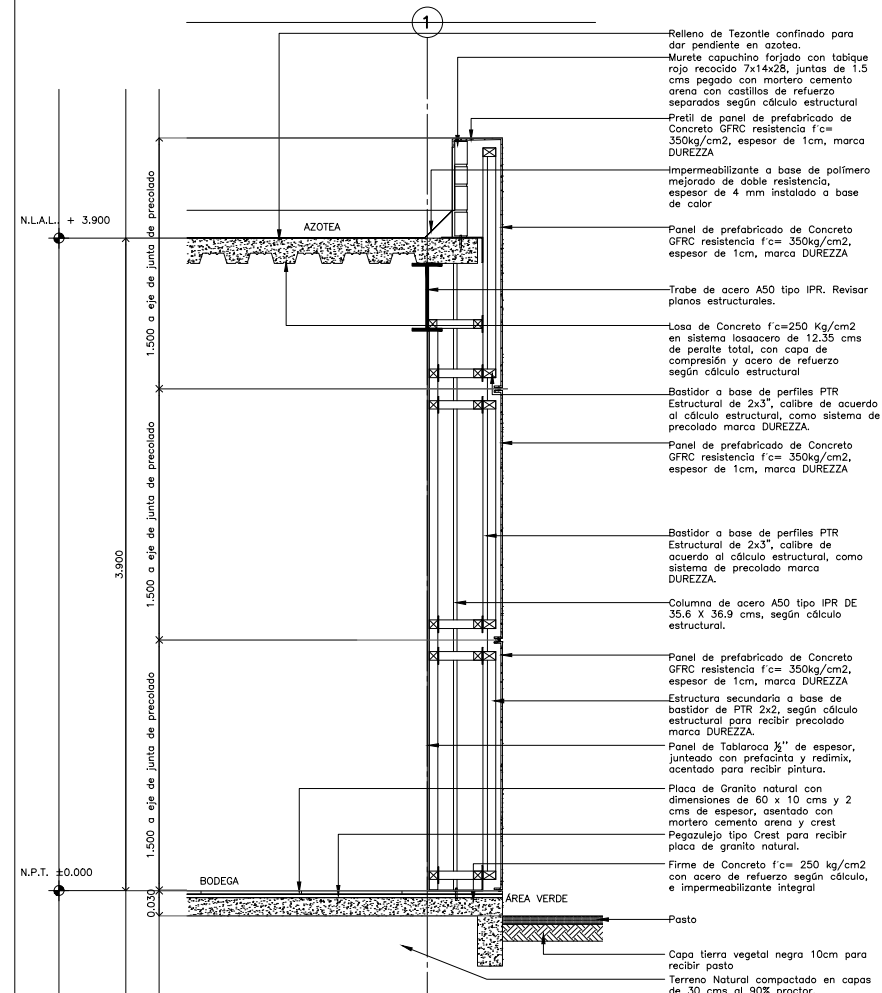 1
Relleno de Tezontle confinado para
dar pendiente en azotea.
Murete capuchino forjado con tabique
rojo recocido 7x14x28, juntas de 1.5
cms pegado con mortero cemento
arena con castillos de refuerzo
separados según cálculo estructural
Pretil de panel de prefabricado de
Concreto GFRC resistencia f'c=
350kg/cm2, espesor de 1cm, marca
DUREZZA
Impermeabilizante a base de polímero
mejorado de doble resistencia,
espesor de 4 mm instalado a base
de calor
Panel de prefabricado de Concreto
GFRC resistencia f'c= 350kg/cm2,
espesor de 1cm, marca DUREZZA
Trabe de acero A50 tipo IPR. Revisar
planos estructurales.
Losa de Concreto f'c=250 Kg/cm2
en sistema losaacero de 12.35 cms
de peralte total, con capa de
compresión y acero de refuerzo
según cálculo estructural
Bastidor a base de perfiles PTR
Estructural de 2x3", calibre de acuerdo
al cálculo estructural, como sistema de
precolado marca DUREZZA.
Panel de prefabricado de Concreto
GFRC resistencia f'c= 350kg/cm2,
espesor de 1cm, marca DUREZZA
Bastidor a base de perfiles PTR
Estructural de 2x3", calibre de
acuerdo al cálculo estructural, como
sistema de precolado marca
DUREZZA.
Columna de acero A50 tipo IPR DE
35.6 X 36.9 cms, según cálculo
estructural.
Panel de prefabricado de Concreto
GFRC resistencia f'c= 350kg/cm2,
espesor de 1cm, marca DUREZZA
Estructura secundaria a base de
bastidor de PTR 2x2, según cálculo
estructural para recibir precolado
marca DUREZZA.
Panel de Tablaroca ½'' de espesor,
junteado con prefacinta y redimix,
acentado para recibir pintura.
Placa de Granito natural con
dimensiones de 60 x 10 cms y 2
cms de espesor, asentado con
mortero cemento arena y crest
Pegazulejo tipo Crest para recibir
placa de granito natural.
Firme de Concreto f'c= 250 kg/cm2
con acero de refuerzo según cálculo,
e impermeabilizante integral
Pasto
Capa tierra vegetal negra 10cm para
recibir pasto
Terreno Natural compactado en capas
de 30 cms al 90% proctor
N.L.A.L. + 3.900
AZOTEA
1.500 a eje de junta de precolado
1.500 a eje de junta de precolado
3.900
1.500 a eje de junta de precolado
N.P.T. ±0.000
BODEGA
0.030
ÁREA VERDE